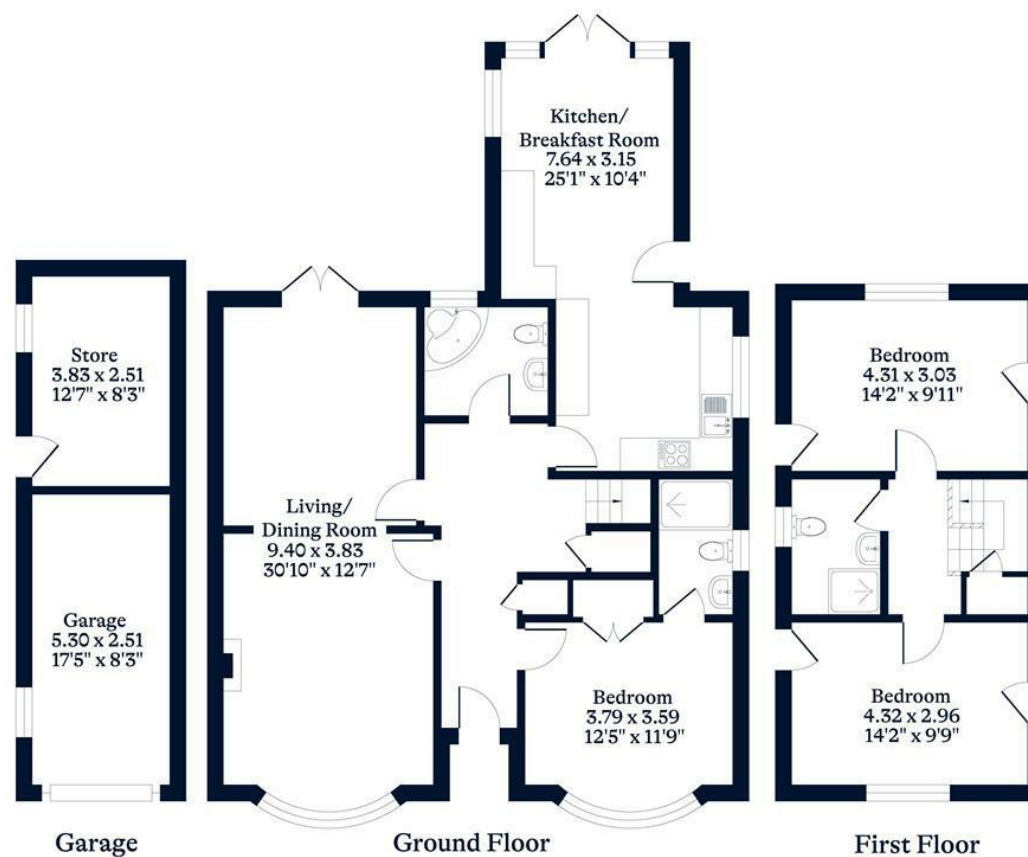 Kitchen/
Breakfast Room
7.64 x 3.15
25'1" x 10'4"
Store
3.83 x 2.51
12'7" x 8'3"
Bedroom
4.31 x 3.03
14'2" x 9'11"
Living/
Dining Room
9.40 x 3.83
30'10" x 12'7"
Garage
5.30 x 2.51
17'5" x 8'3"
Bedroom
3.79 x 3.59
12'5" x 11'9"
Bedroom
4.32 x 2.96
14'2" x 9'9"
Garage
Ground Floor
First Floor